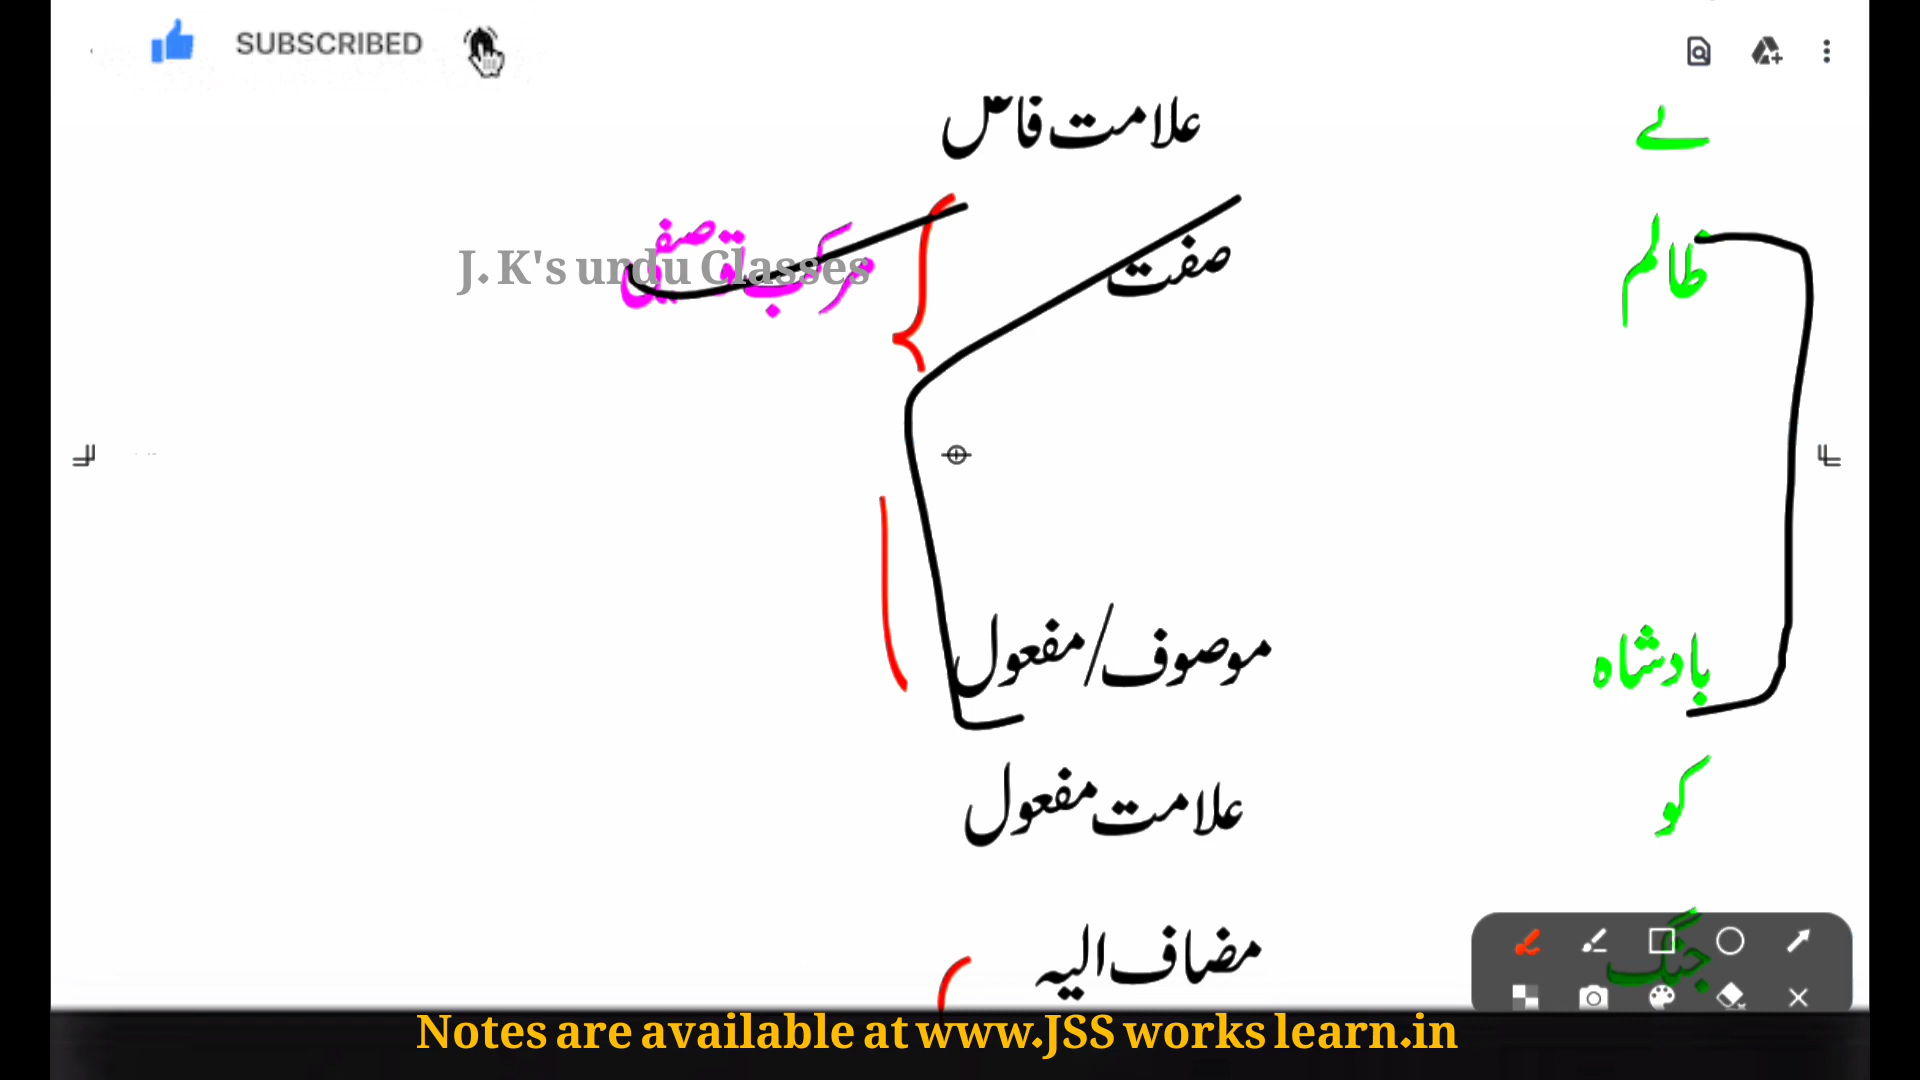 SUBSCRIBED
نے علامت فاعل
ظالم صفت مرکب توصیفی
J.K's urdu Classes
بادشاہ موصوف/مفعول
کو علامت مفعول
جنگ مضاف الیہ
Notes are available at www.JSS works learn.in